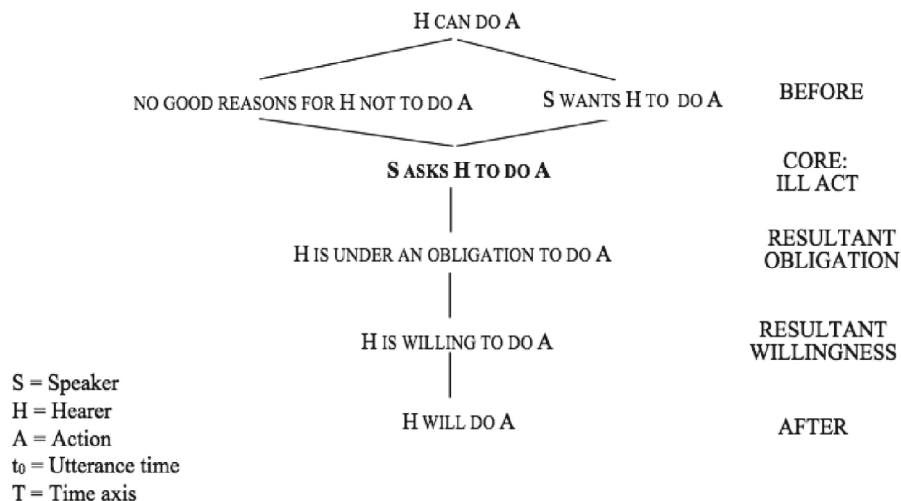 H CAN DO A
NO GOOD REASONS FOR H NOT TO DO A
S WANTS H TO DO A
BEFORE
S ASKS H TO DO A
CORE:
ILL ACT
H IS UNDER AN OBLIGATION TO DO A
RESULTANT
OBLIGATION
H IS WILLING TO DO A
RESULTANT
WILLINGNESS
H WILL DO A
AFTER
S = Speaker
H = Hearer
A = Action
t₀ = Utterance time
T = Time axis